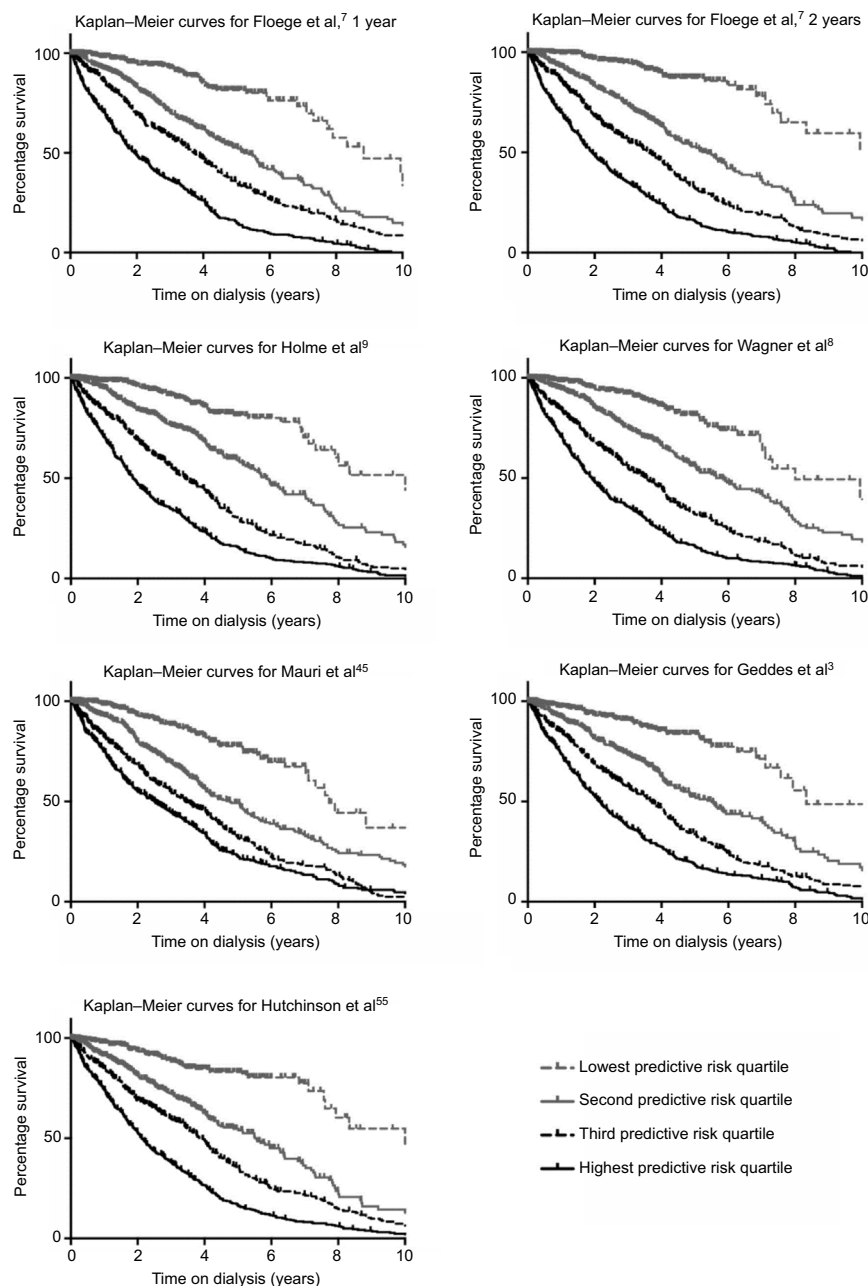 Kaplan–Meier curves for Floege et al,⁷ 1 year
Percentage survival
100
50
0
0 2 4 6 8 10
Time on dialysis (years)
Kaplan–Meier curves for Floege et al,⁷ 2 years
Percentage survival
100
50
0
0 2 4 6 8 10
Time on dialysis (years)
Kaplan–Meier curves for Holme et al⁹
Percentage survival
100
50
0
0 2 4 6 8 10
Time on dialysis (years)
Kaplan–Meier curves for Wagner et al⁸
Percentage survival
100
50
0
0 2 4 6 8 10
Time on dialysis (years)
Kaplan–Meier curves for Mauri et al⁴⁵
Percentage survival
100
50
0
0 2 4 6 8 10
Time on dialysis (years)
Kaplan–Meier curves for Geddes et al³
Percentage survival
100
50
0
0 2 4 6 8 10
Time on dialysis (years)
Kaplan–Meier curves for Hutchinson et al⁵⁵
Percentage survival
100
50
0
0 2 4 6 8 10
Time on dialysis (years)
Lowest predictive risk quartile
Second predictive risk quartile
Third predictive risk quartile
Highest predictive risk quartile